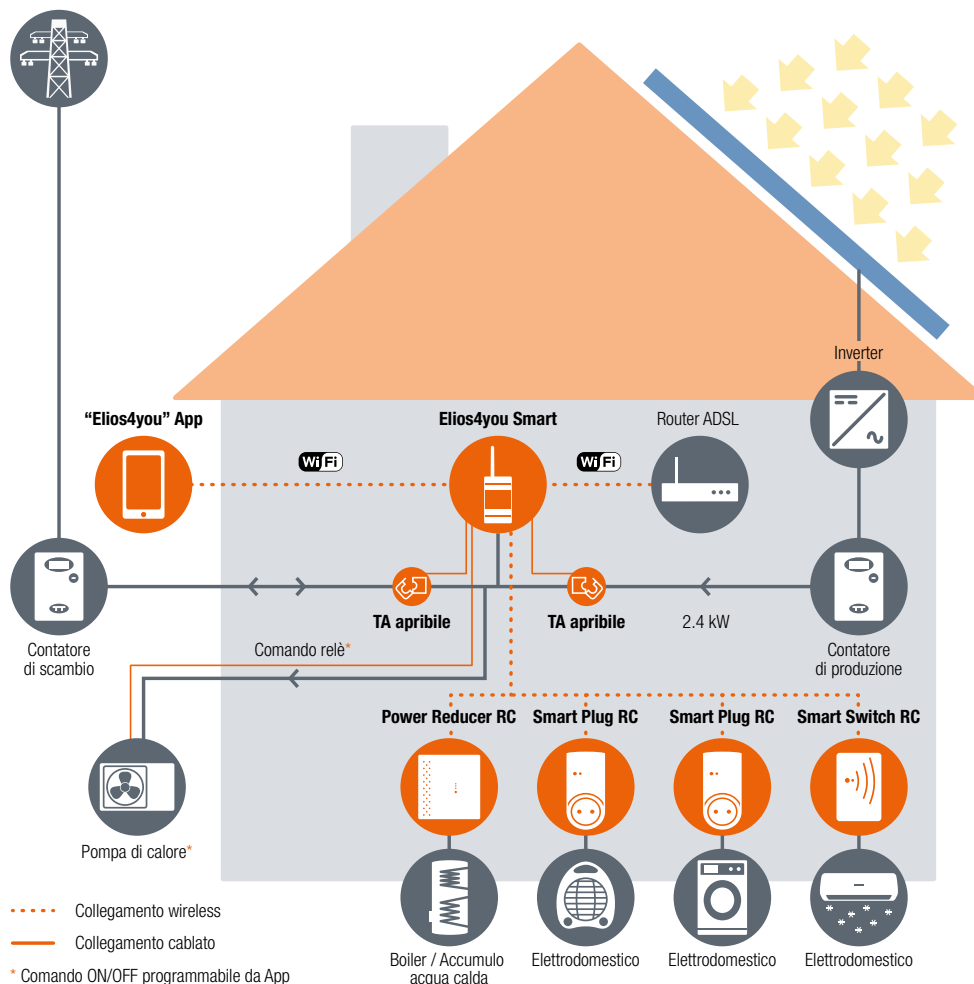 Inverter
“Elios4you” App
Elios4you Smart
Router ADSL
WiFi
WiFi
TA apribile
TA apribile
2.4 kW
Contatore
di scambio
Comando relè*
Contatore
di produzione
Power Reducer RC
Smart Plug RC
Smart Plug RC
Smart Switch RC
Pompa di calore*
Collegamento wireless
Collegamento cablato
* Comando ON/OFF programmabile da App
Boiler / Accumulo
acqua calda
Elettrodomestico
Elettrodomestico
Elettrodomestico